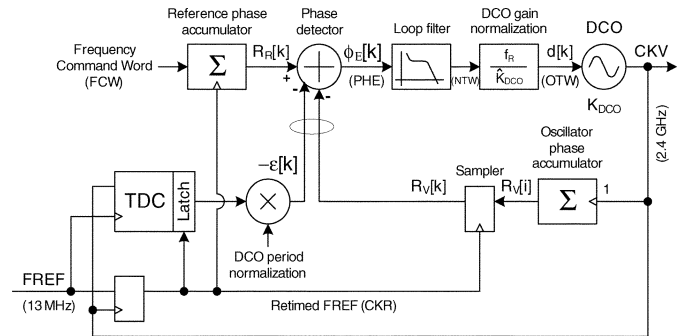 Reference phase
accumulator
Phase
detector
Loop filter
DCO gain
normalization
DCO
CKV
Frequency
Command Word
(FCW)
Σ
R_R[k]
+
-
-
ϕ_E[k]
(PHE)
(NTW)
f_R
K̂_DCO
d[k]
(OTW)
K_DCO
(2.4 GHz)
Oscillator
phase
accumulator
Sampler
−ε[k]
R_V[k]
R_V[i]
Σ
1
TDC
Latch
×
DCO period
normalization
FREF
(13 MHz)
Retimed FREF (CKR)